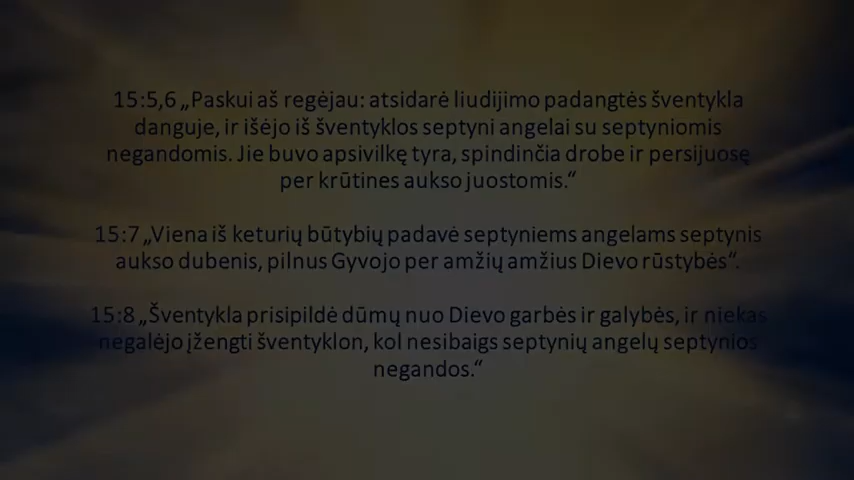 15:5,6 „Paskui aš regėjau: atsidarė liudijimo padangtės šventykla
danguje, ir išėjo iš šventyklos septyni angelai su septyniomis
negandomis. Jie buvo apsivilkę tyra, spindinčia drobe ir persijuosę
per krūtines aukso juostomis.“
15:7 „Viena iš keturių būtybių padavė septyniems angelams septynis
aukso dubenis, pilnus Gyvojo per amžių amžius Dievo rūstybės“.
15:8 „Šventykla prisipildė dūmų nuo Dievo garbės ir galybės, ir niekas
negalėjo įžengti šventyklon, kol nesibaigs septynių angelų septynios
negandos.“